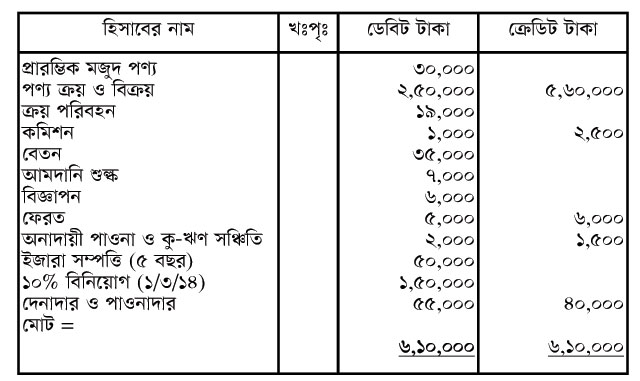 হিসাবের নাম খঃপৃঃ ডেবিট টাকা ক্রেডিট টাকা
প্রারম্ভিক মজুদ পণ্য ৩০,০০০
পণ্য ক্রয় ও বিক্রয় ২,৫০,০০০ ৫,৬০,০০০
ক্রয় পরিবহন ১৯,০০০
কমিশন ১,০০০ ২,৫০০
বেতন ৩৫,০০০
আমদানি শুল্ক ৭,০০০
বিজ্ঞাপন ৬,০০০
ফেরত ৫,০০০ ৬,০০০
অনাদায়ী পাওনা ও কু-ঋণ সঞ্চিতি ২,০০০ ১,৫০০
ইজারা সম্পত্তি (৫ বছর) ৫০,০০০
১০% বিনিয়োগ (১/৩/১৪) ১,৫০,০০০
দেনাদার ও পাওনাদার ৫৫,০০০ ৪০,০০০
মোট =
৬,১০,০০০ ৬,১০,০০০